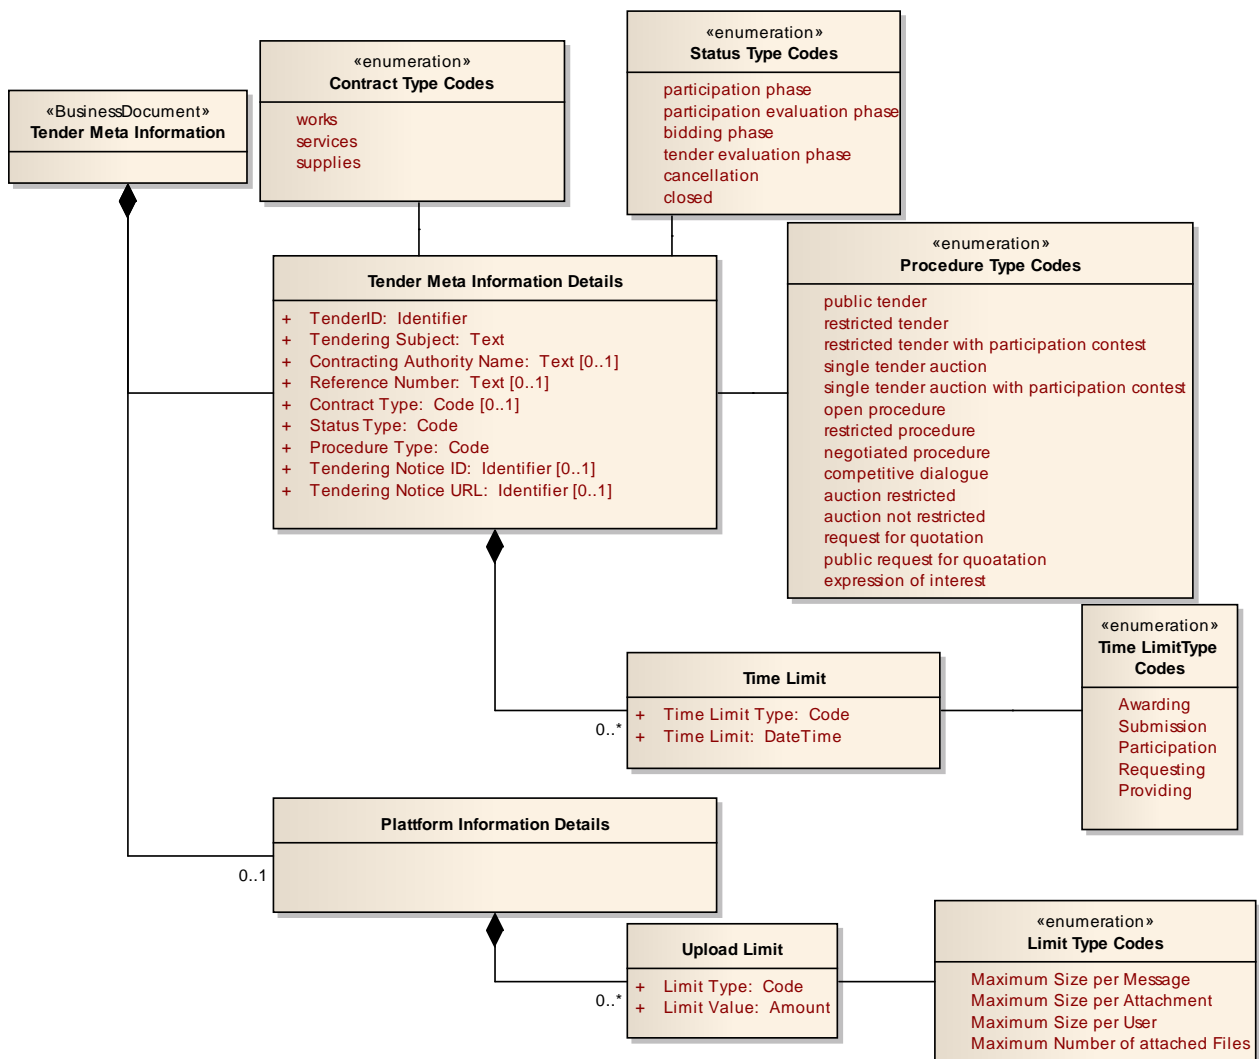 «enumeration»
Status Type Codes
participation phase
participation evaluation phase
bidding phase
tender evaluation phase
cancellation
closed
«enumeration»
Contract Type Codes
works
services
supplies
«BusinessDocument»
Tender Meta Information
«enumeration»
Procedure Type Codes
public tender
restricted tender
restricted tender with participation contest
single tender auction
single tender auction with participation contest
open procedure
restricted procedure
negotiated procedure
competitive dialogue
auction restricted
auction not restricted
request for quotation
public request for quoatation
expression of interest
Tender Meta Information Details
+ TenderID: Identifier
+ Tendering Subject: Text
+ Contracting Authority Name: Text [0..1]
+ Reference Number: Text [0..1]
+ Contract Type: Code [0..1]
+ Status Type: Code
+ Procedure Type: Code
+ Tendering Notice ID: Identifier [0..1]
+ Tendering Notice URL: Identifier [0..1]
«enumeration»
Time LimitType
Codes
Awarding
Submission
Participation
Requesting
Providing
Time Limit
+ Time Limit Type: Code
+ Time Limit: DateTime
0..*
Plattform Information Details
0..1
«enumeration»
Limit Type Codes
Maximum Size per Message
Maximum Size per Attachment
Maximum Size per User
Maximum Number of attached Files
Upload Limit
+ Limit Type: Code
+ Limit Value: Amount
0..*